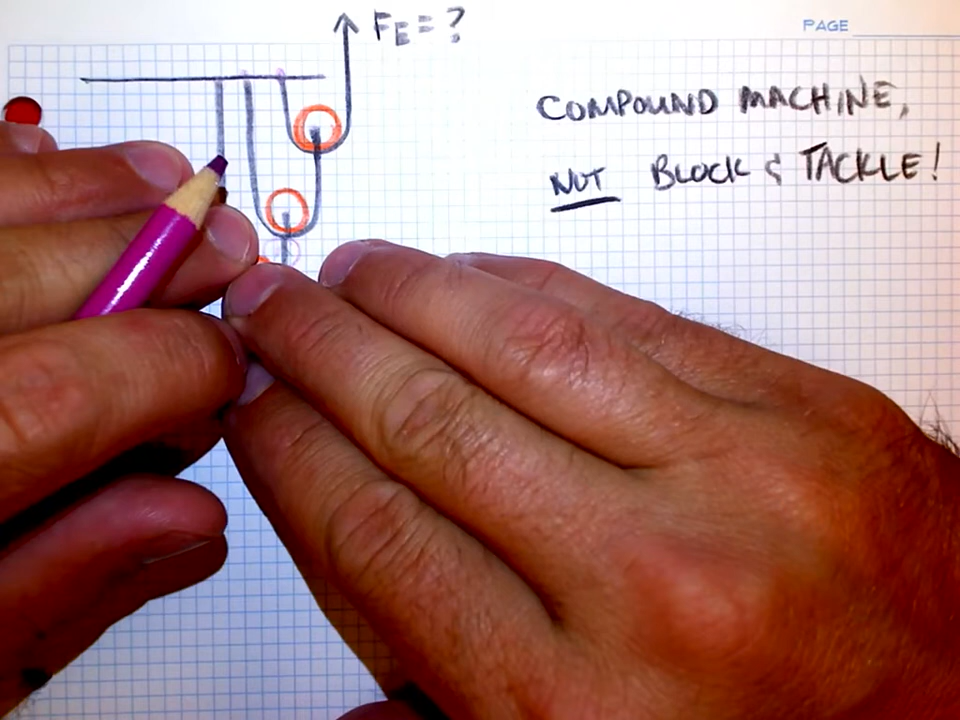 PAGE
FE = ?
COMPOUND MACHINE,
NOT BLOCK & TACKLE!